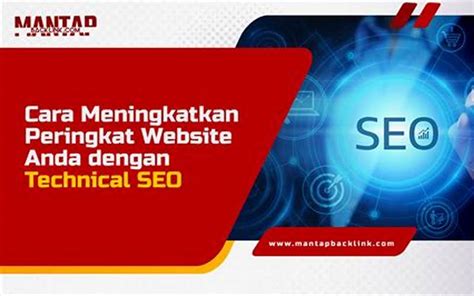 MANTAP
BACKLINK.COM
Cara Meningkatkan
Peringkat Website
Anda dengan
Technical SEO
SEO
www.mantapbacklink.com